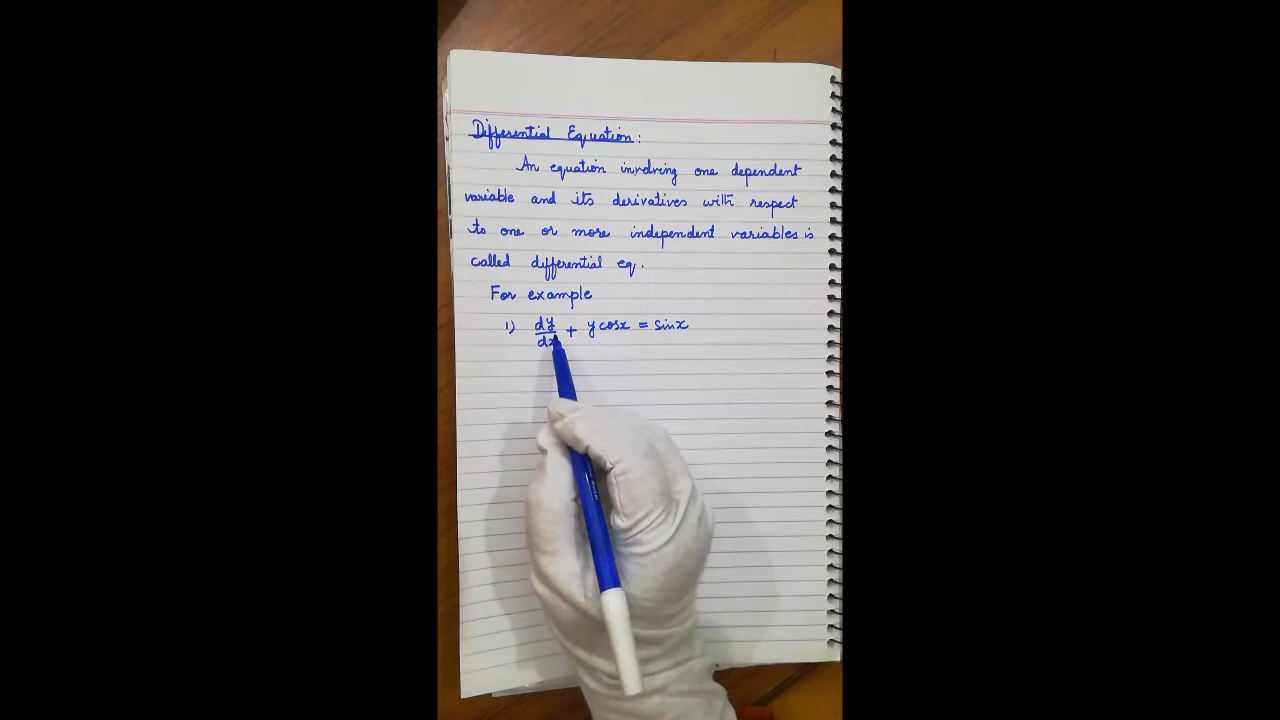 Differential Equation:
An equation involving one dependent
variable and its derivatives with respect
to one or more independent variables is
called differential eq.
For example
1) dy/dx + y cosx = sinx